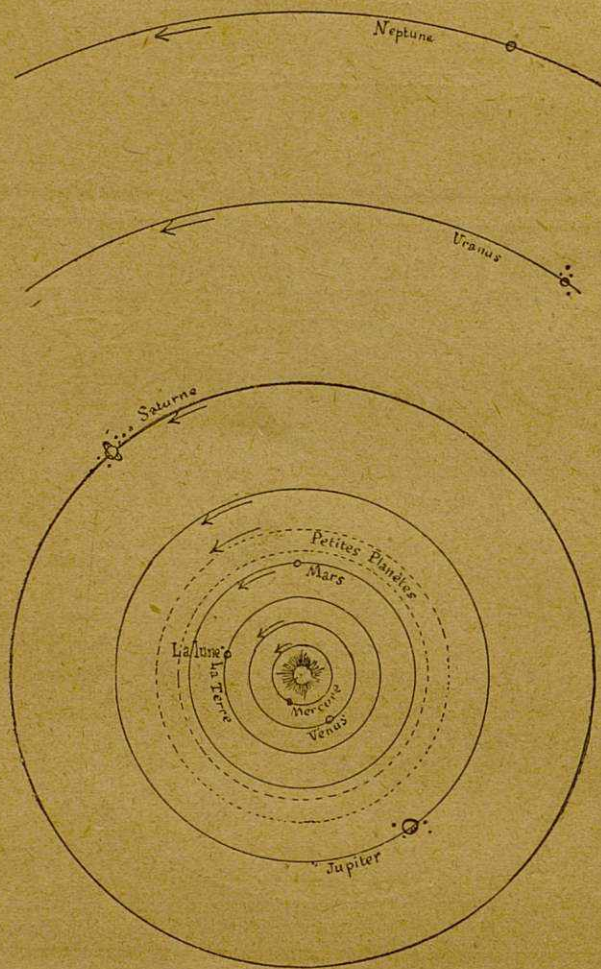 Neptune
Uranus
Saturne
Petites Planètes
Mars
La lune
La Terre
Mercure
Vénus
Jupiter